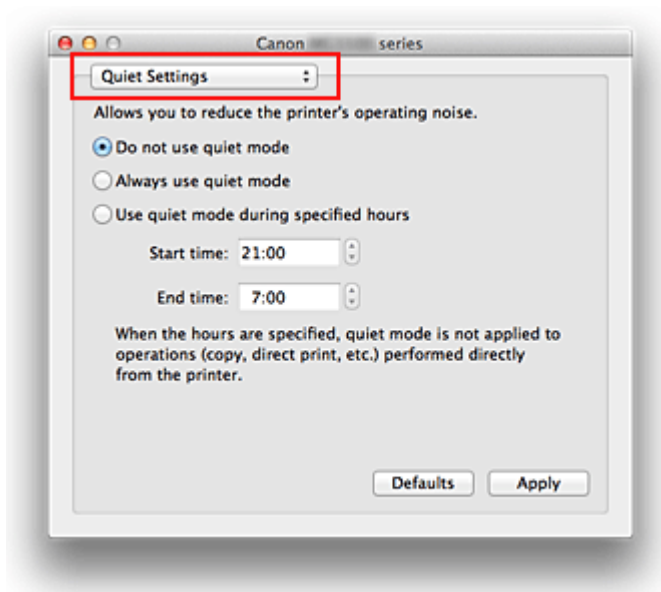 Canon series
Quiet Settings
Allows you to reduce the printer's operating noise.
Do not use quiet mode
Always use quiet mode
Use quiet mode during specified hours
Start time: 21:00
End time: 7:00
When the hours are specified, quiet mode is not applied to
operations (copy, direct print, etc.) performed directly
from the printer.
Defaults Apply